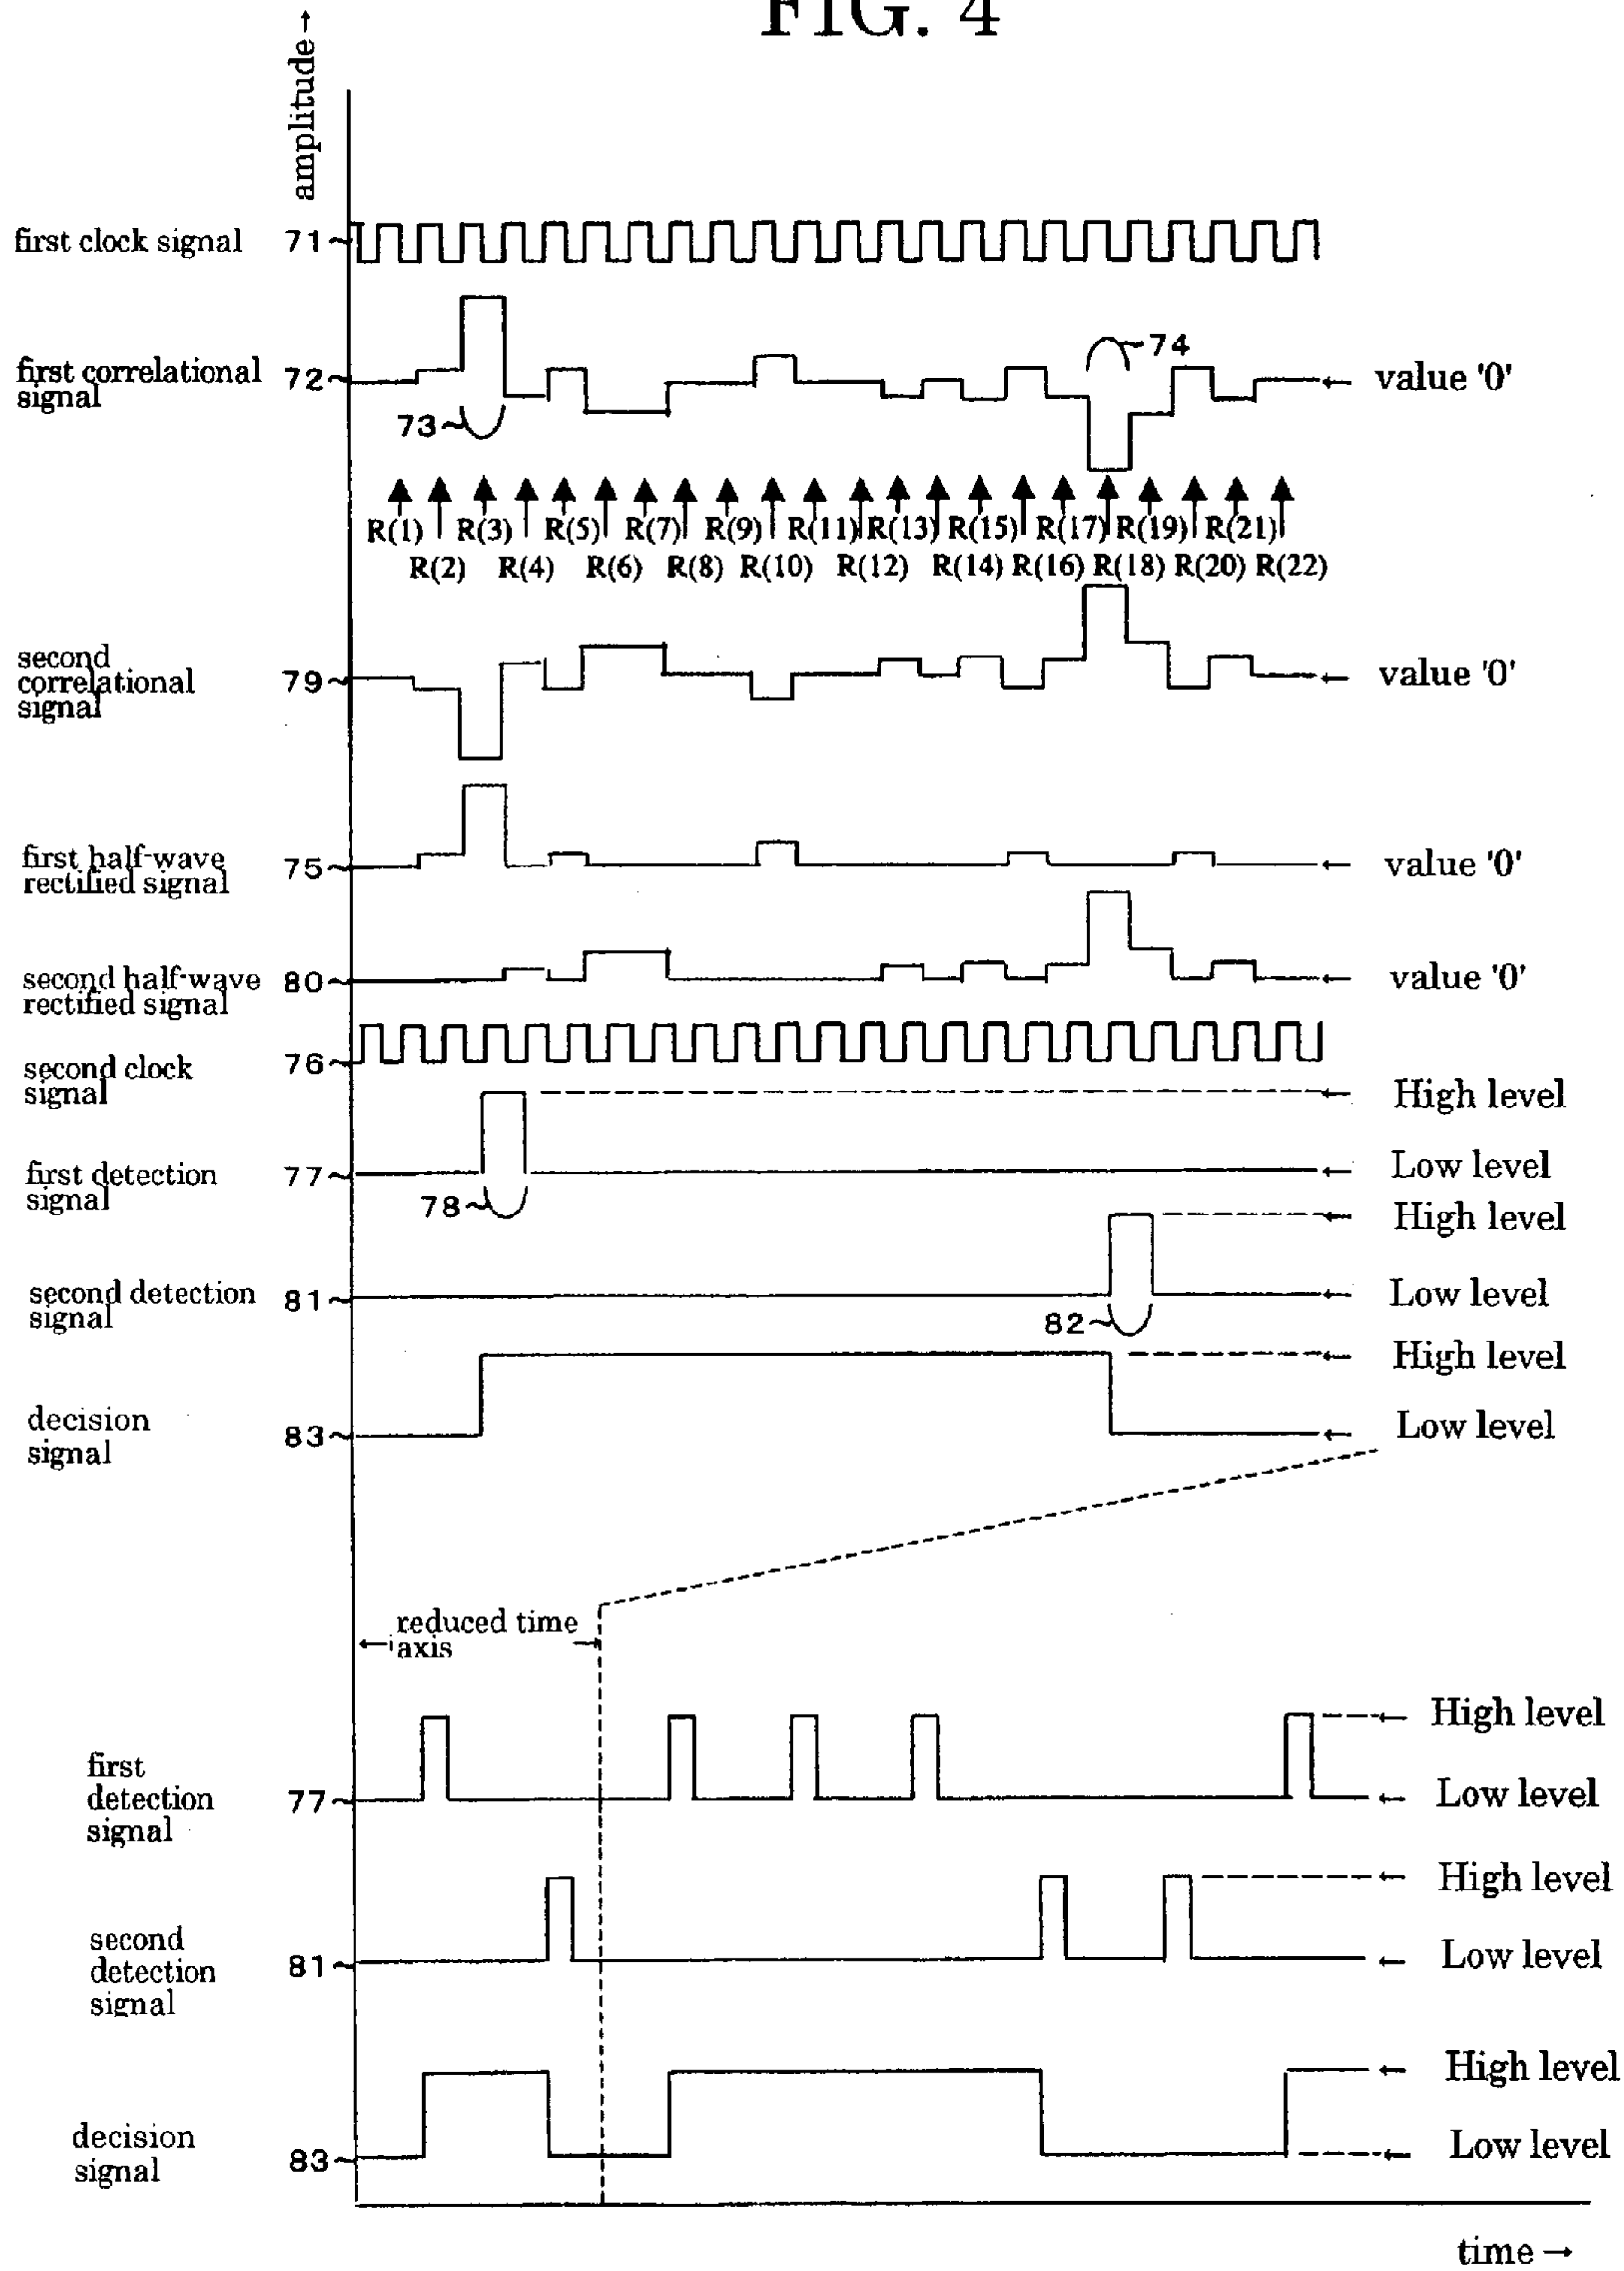 FIG. 4
amplitude→
first clock signal 71
first correlational
signal 72
73
74
value '0'
R(1) R(3) R(5) R(7) R(9) R(11) R(13) R(15) R(17) R(19) R(21)
R(2) R(4) R(6) R(8) R(10) R(12) R(14) R(16) R(18) R(20) R(22)
second
correlational
signal
79
value '0'
first half-wave
rectified signal
75
value '0'
second half-wave
rectified signal
80
value '0'
second clock
signal
76
High level
first detection
signal
77
78
Low level
High level
second detection
signal
81
82
Low level
High level
decision
signal
83
Low level
reduced time
axis
High level
first
detection
signal
77
Low level
High level
second
detection
signal
81
Low level
High level
decision
signal
83
Low level
time→